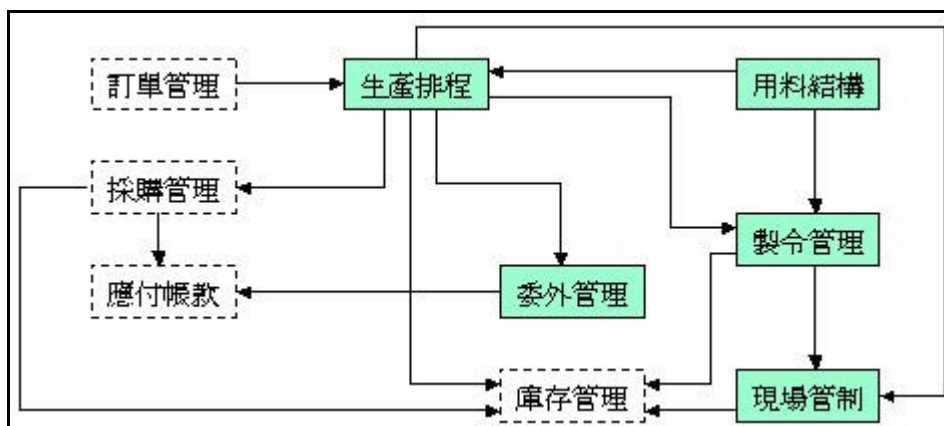 訂單管理
生產排程
用料結構
採購管理
製令管理
應付帳款
委外管理
庫存管理
現場管制